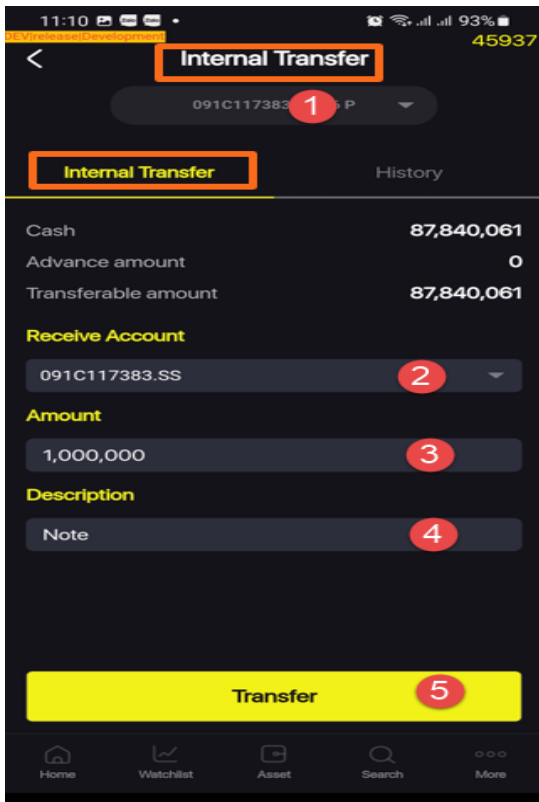 11:10 93%
DEV|release|Development
45937
Internal Transfer
091C117383 P
1
Internal Transfer History
Cash 87,840,061
Advance amount 0
Transferable amount 87,840,061
Receive Account
091C117383.SS 2
Amount
1,000,000 3
Description
Note 4
Transfer 5
Home Watchlist Asset Search More